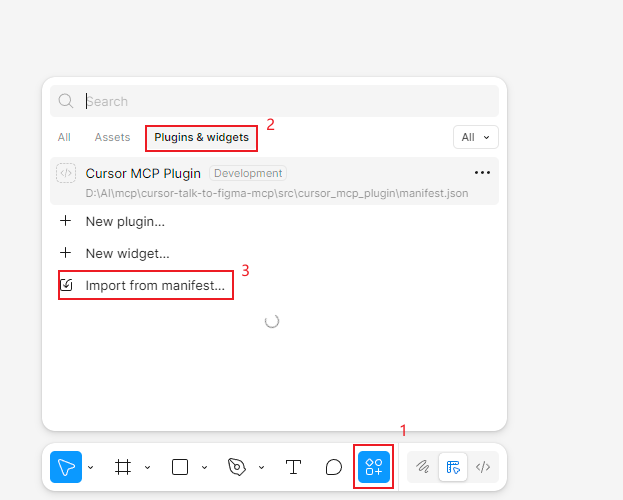 Search
All Assets Plugins & widgets 2 All
Cursor MCP Plugin Development
D:\AI\mcp\cursor-talk-to-figma-mcp\src\cursor_mcp_plugin\manifest.json
New plugin...
New widget...
Import from manifest... 3
1